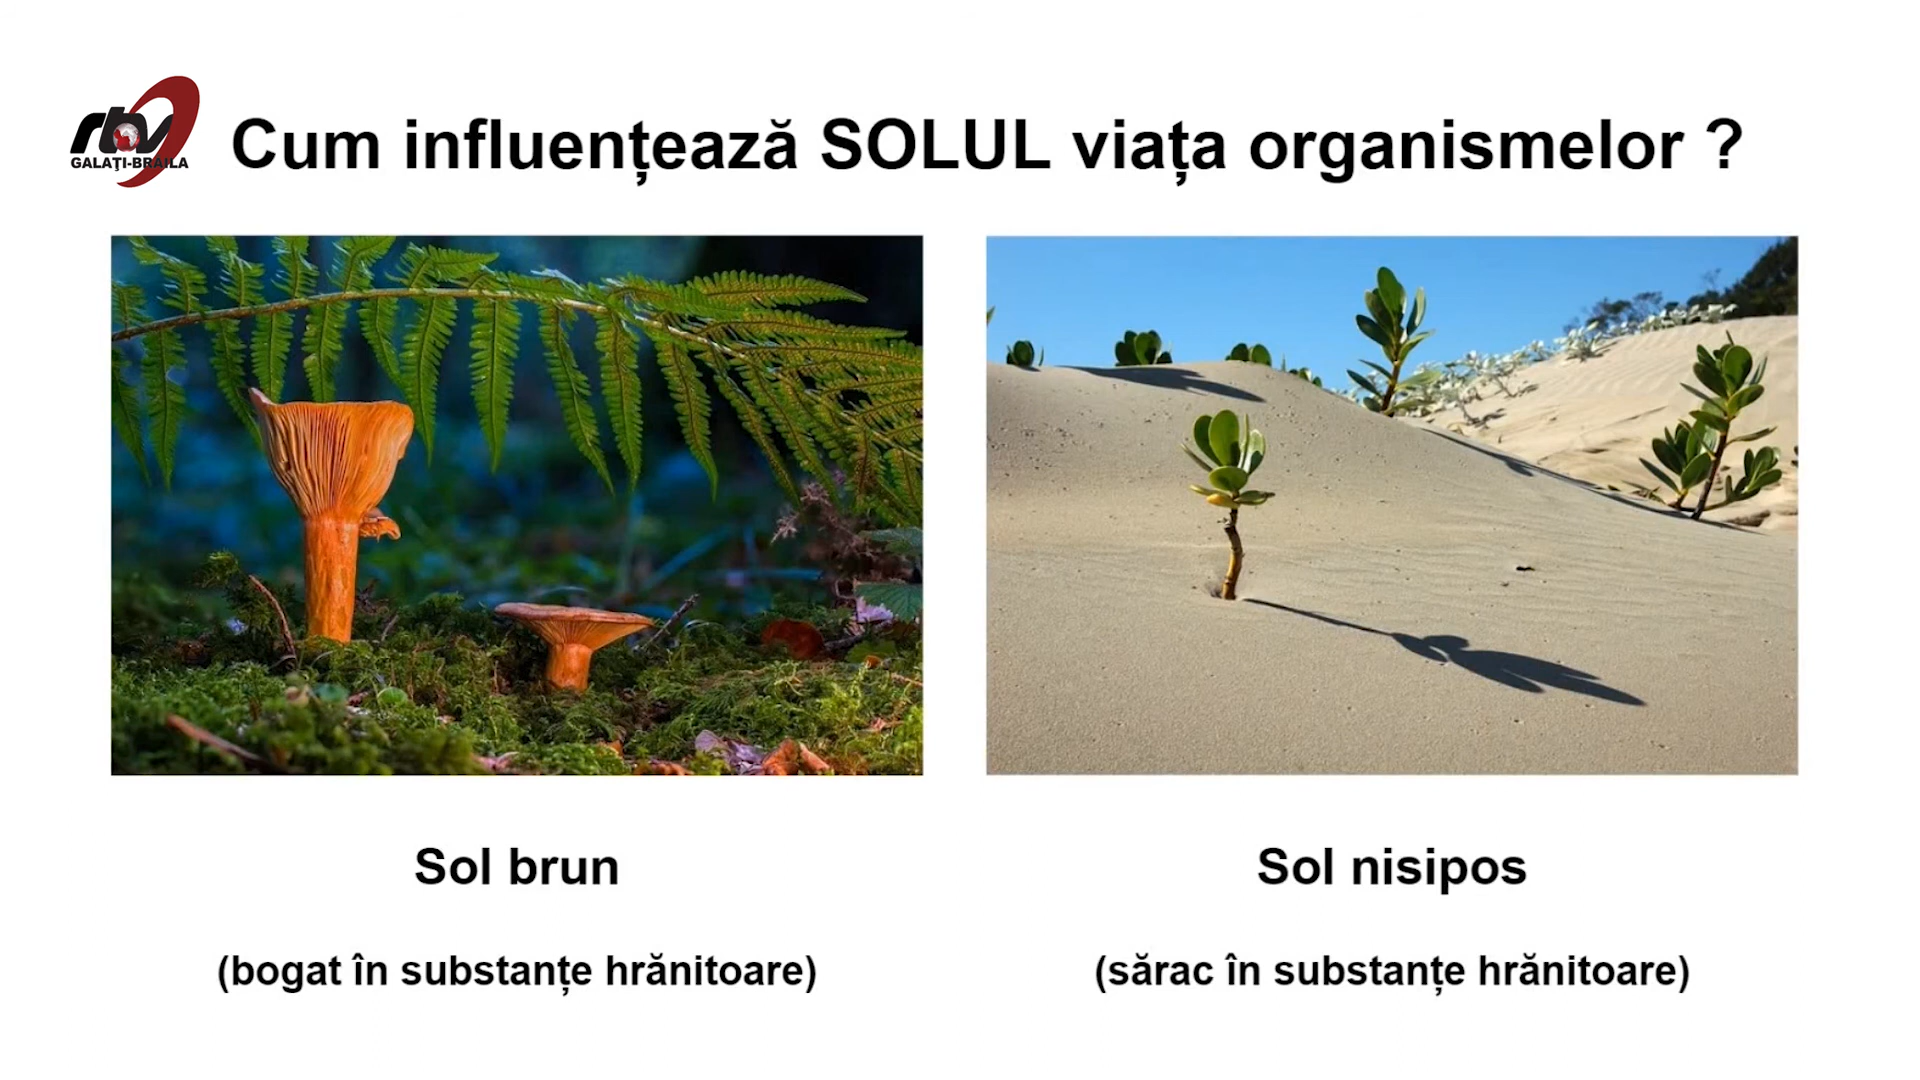 rtv
GALAŢI-BRĂILA
Cum influențează SOLUL viața organismelor ?
Sol brun
Sol nisipos
(bogat în substanțe hrănitoare)
(sărac în substanțe hrănitoare)